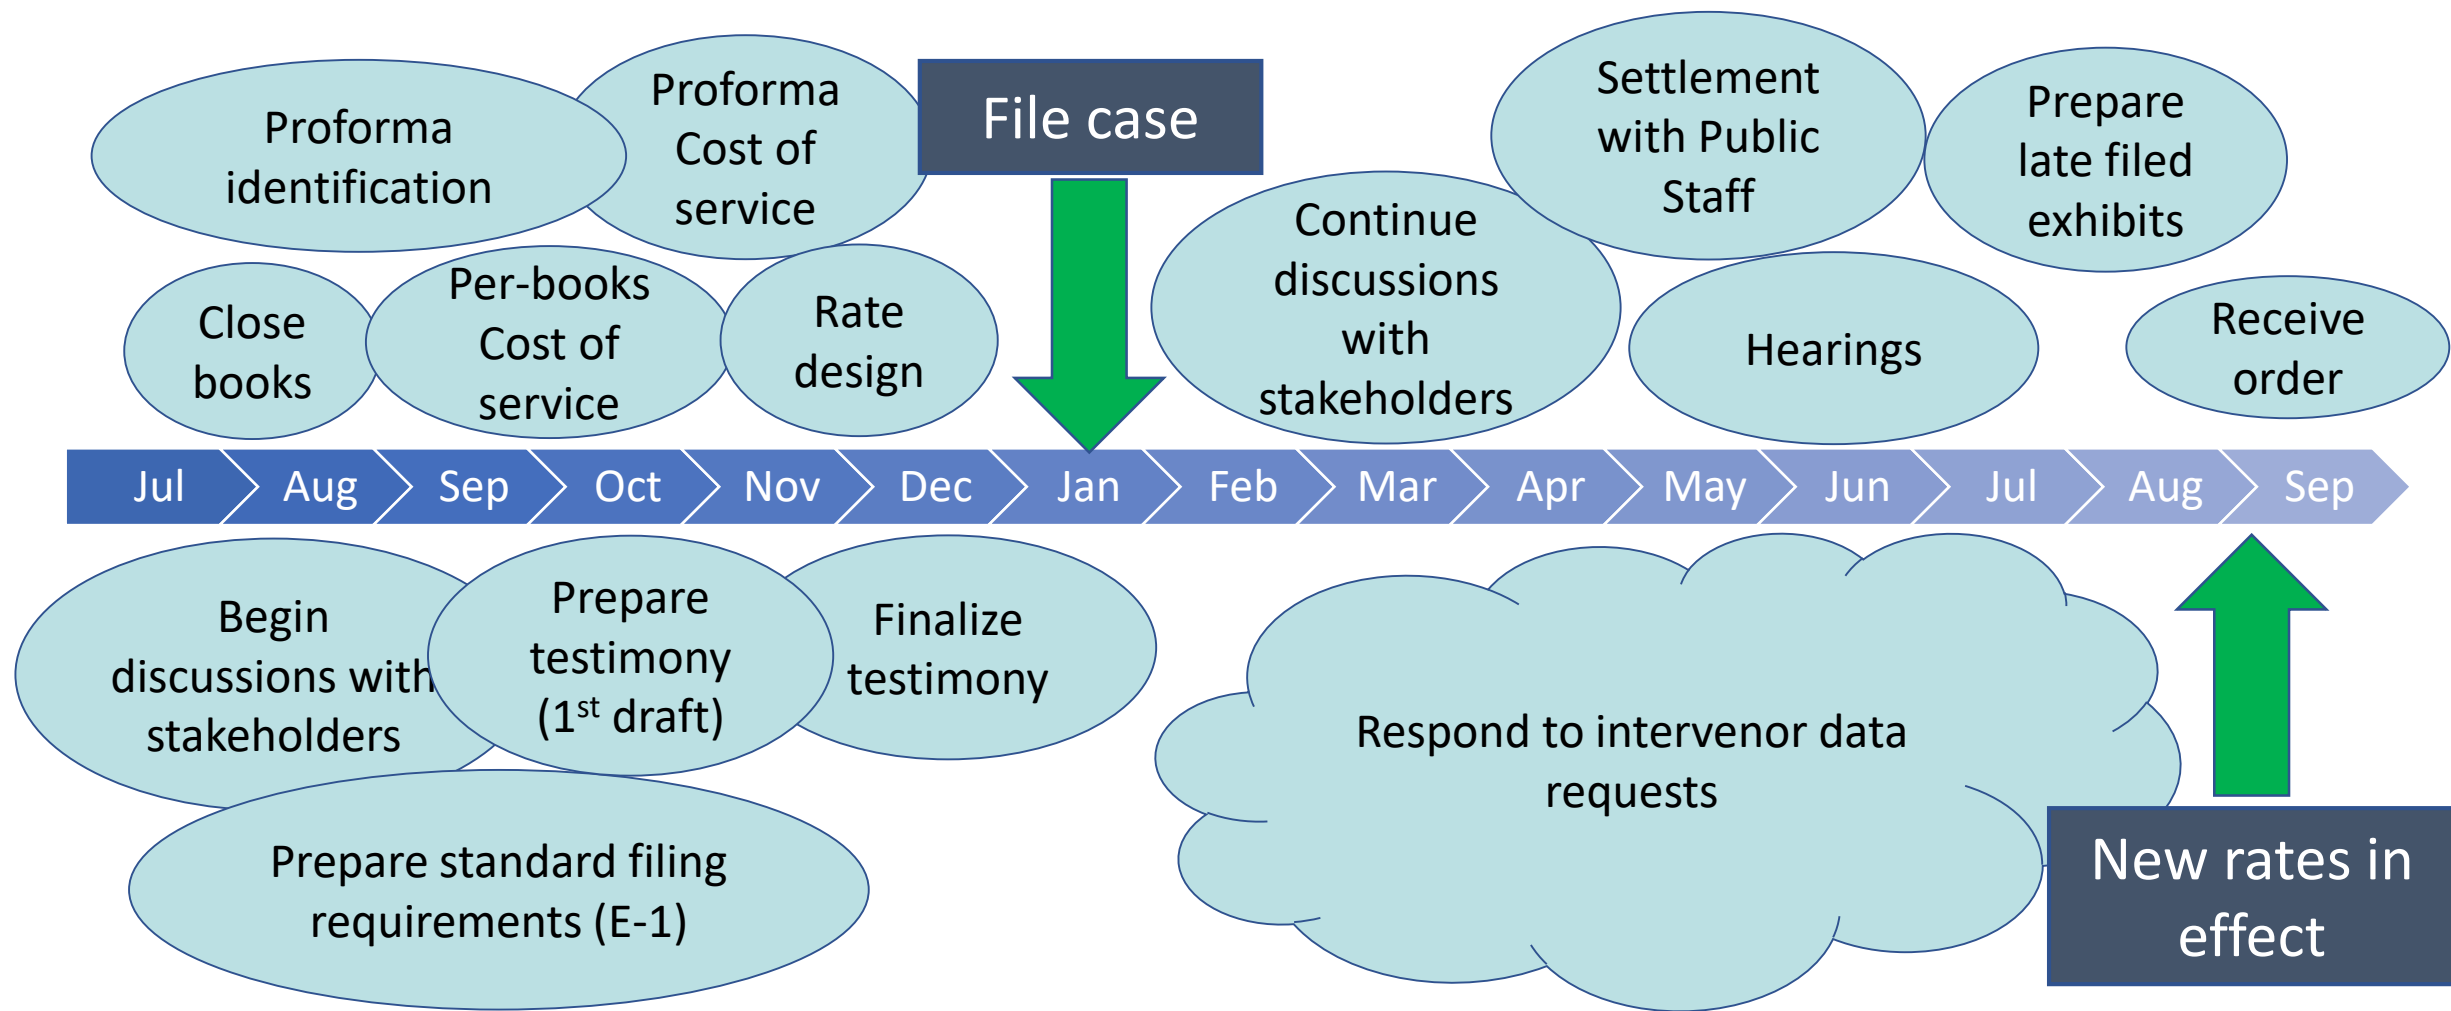 Proforma
identification
Proforma
Cost of
service
File case
Settlement
with Public
Staff
Prepare
late filed
exhibits
Close
books
Per-books
Cost of
service
Rate
design
Continue
discussions
with
stakeholders
Hearings
Receive
order
Jul Aug Sep Oct Nov Dec Jan Feb Mar Apr May Jun Jul Aug Sep
Begin
discussions with
stakeholders
Prepare
testimony
(1st draft)
Finalize
testimony
Prepare standard filing
requirements (E-1)
Respond to intervenor data
requests
New rates in
effect